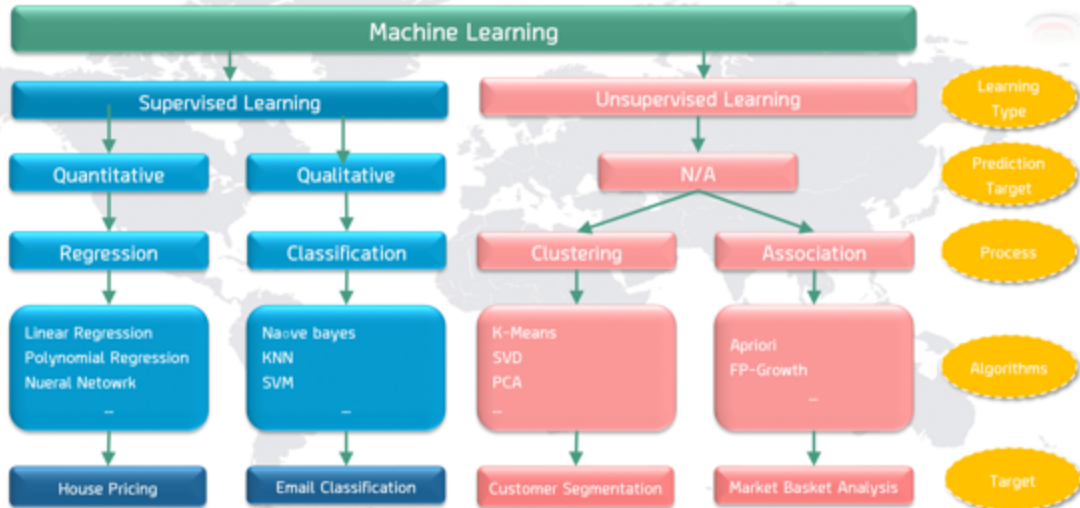 Machine Learning
Supervised Learning
Unsupervised Learning
Learning
Type
Quantitative
Qualitative
N/A
Prediction
Target
Regression
Classification
Clustering
Association
Process
Linear Regression
Polynomial Regression
Nueral Netowrk
...
Na○ve bayes
KNN
SVM
...
K-Means
SVD
PCA
...
Apriori
FP-Growth
...
Algorithms
House Pricing
Email Classification
Customer Segmentation
Market Basket Analysis
Target